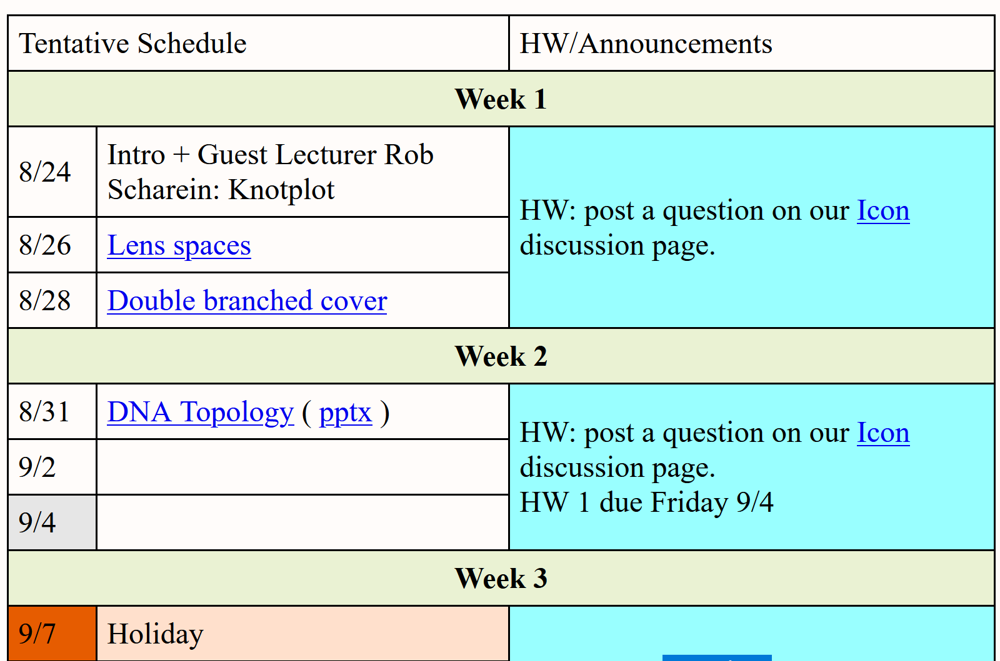 Tentative Schedule
HW/Announcements
Week 1
8/24
Intro + Guest Lecturer Rob
Scharein: Knotplot
HW: post a question on our Icon
discussion page.
8/26
Lens spaces
8/28
Double branched cover
Week 2
8/31
DNA Topology ( pptx )
HW: post a question on our Icon
discussion page.
HW 1 due Friday 9/4
9/2
9/4
Week 3
9/7
Holiday